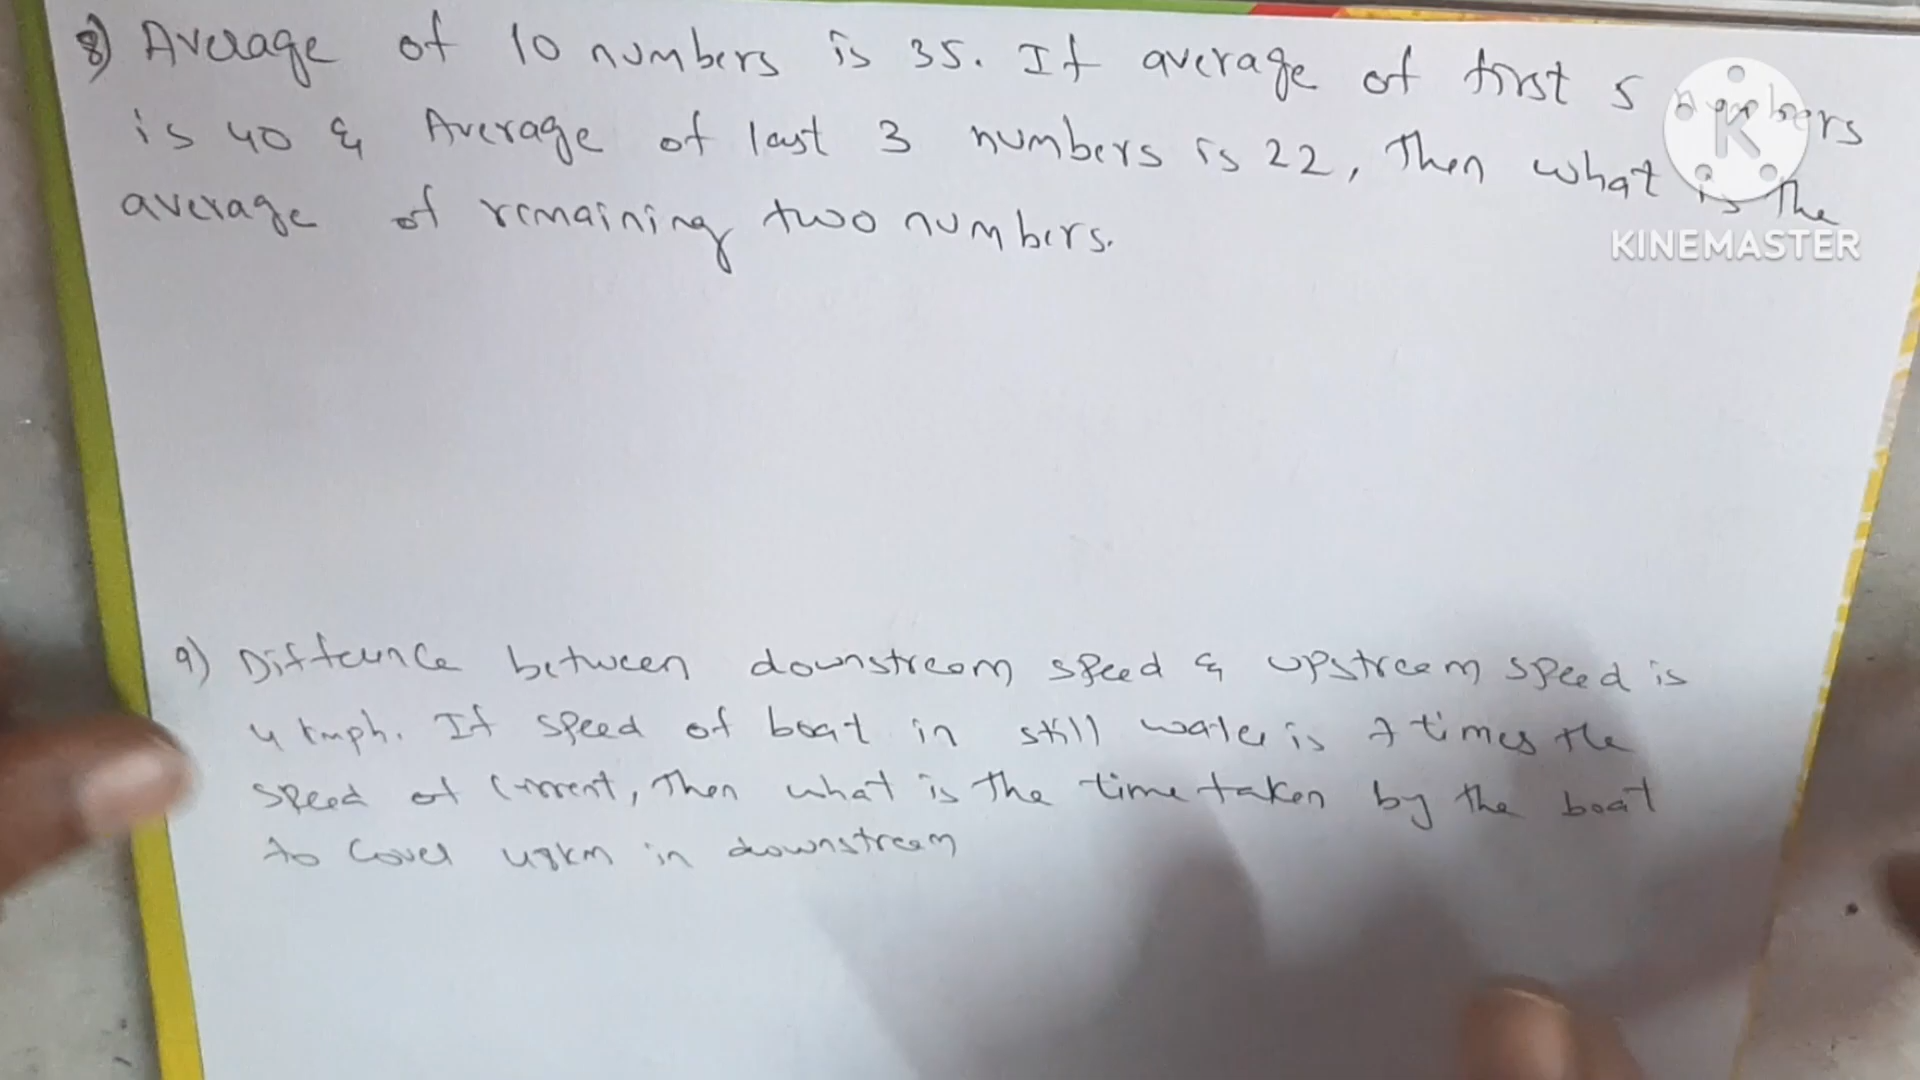 8) Average of 10 numbers is 35. If average of first 5 numbers
is 40 & Average of last 3 numbers is 22, Then what is the
average of remaining two numbers.
KINEMASTER
9) Difference between downstream speed & upstream speed is
4 kmph. If speed of boat in still water is 7 times the
speed of current, Then what is the time taken by the boat
to cover 48km in downstream